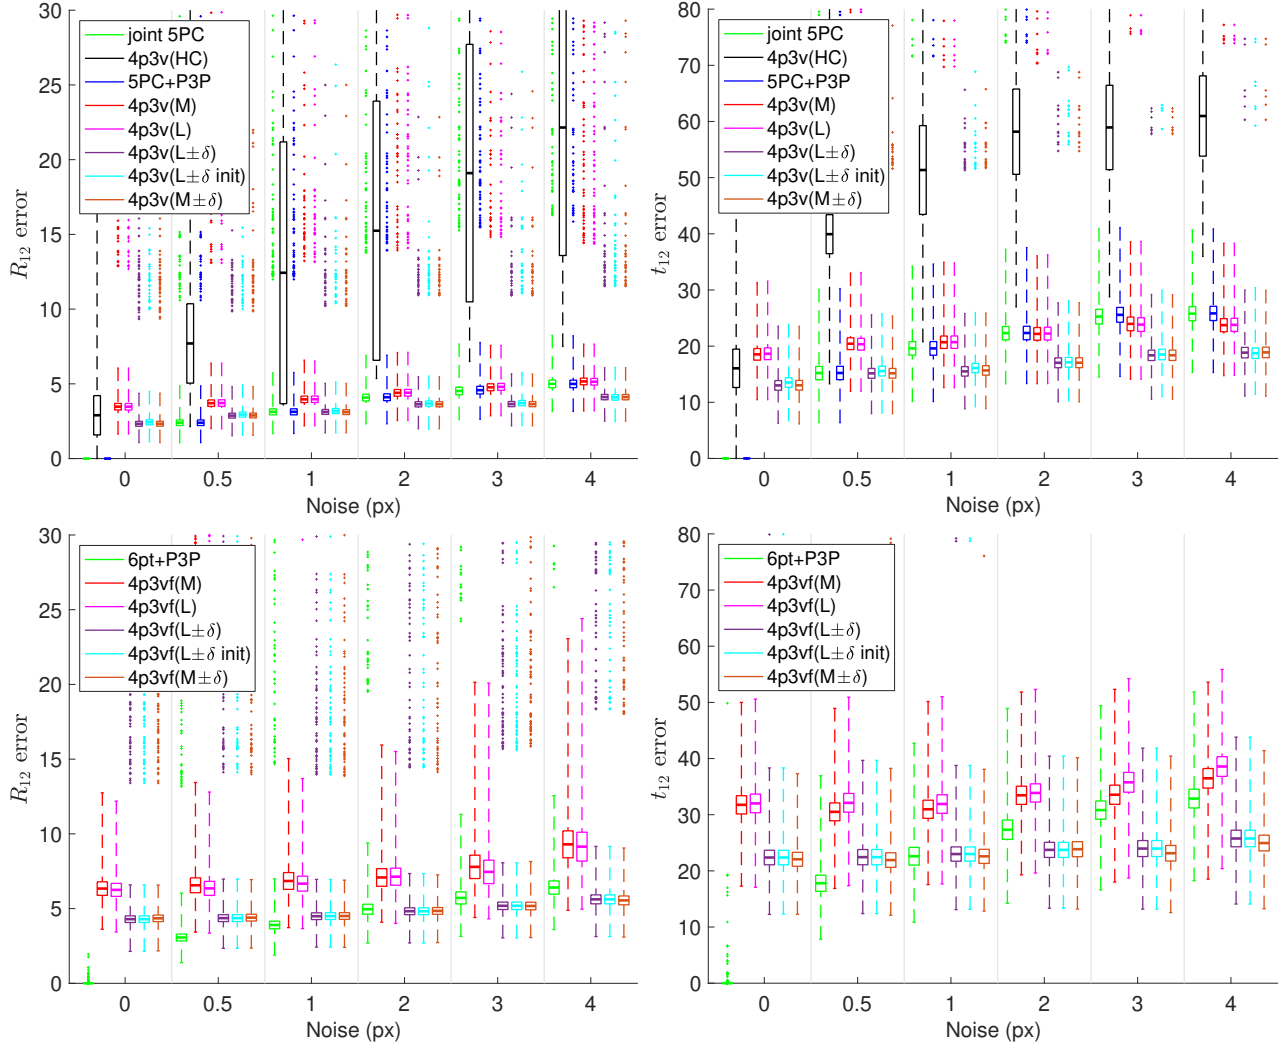 30
25
20
15
10
5
0
R12 error
joint 5PC
4p3v(HC)
5PC+P3P
4p3v(M)
4p3v(L)
4p3v(L±δ)
4p3v(L±δ init)
4p3v(M±δ)
0 0.5 1 2 3 4
Noise (px)
80
70
60
50
40
30
20
10
0
t12 error
joint 5PC
4p3v(HC)
5PC+P3P
4p3v(M)
4p3v(L)
4p3v(L±δ)
4p3v(L±δ init)
4p3v(M±δ)
0 0.5 1 2 3 4
Noise (px)
30
25
20
15
10
5
0
R12 error
6pt+P3P
4p3vf(M)
4p3vf(L)
4p3vf(L±δ)
4p3vf(L±δ init)
4p3vf(M±δ)
0 0.5 1 2 3 4
Noise (px)
80
70
60
50
40
30
20
10
0
t12 error
6pt+P3P
4p3vf(M)
4p3vf(L)
4p3vf(L±δ)
4p3vf(L±δ init)
4p3vf(M±δ)
0 0.5 1 2 3 4
Noise (px)